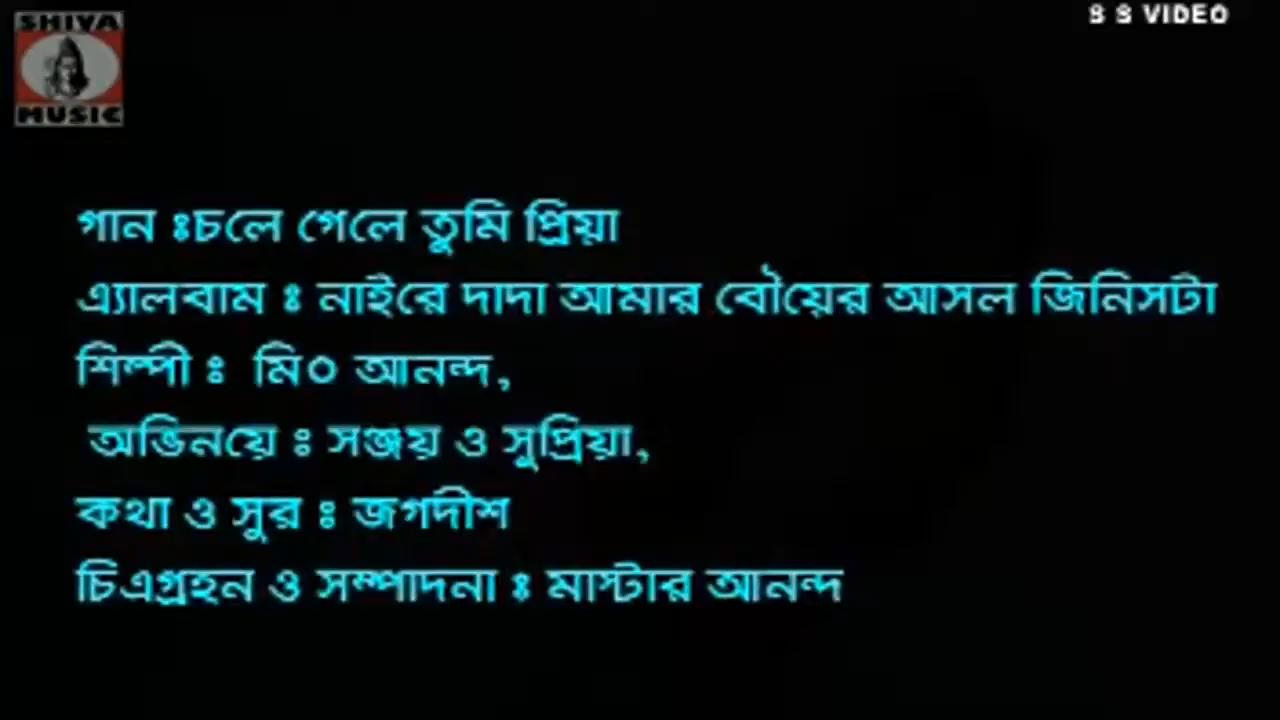 SHIVA
MUSIC
S S VIDEO
গান ঃচলে গেলে তুমি প্রিয়া
এ্যালবাম ঃ নাইরে দাদা আমার বৌয়ের আসল জিনিসটা
শিল্পী ঃ মিঃ আনন্দ,
অভিনয়ে ঃ সঞ্জয় ও সুপ্রিয়া,
কথা ও সুর ঃ জগদীশ
চিএগ্রহন ও সম্পাদনা ঃ মাস্টার আনন্দ